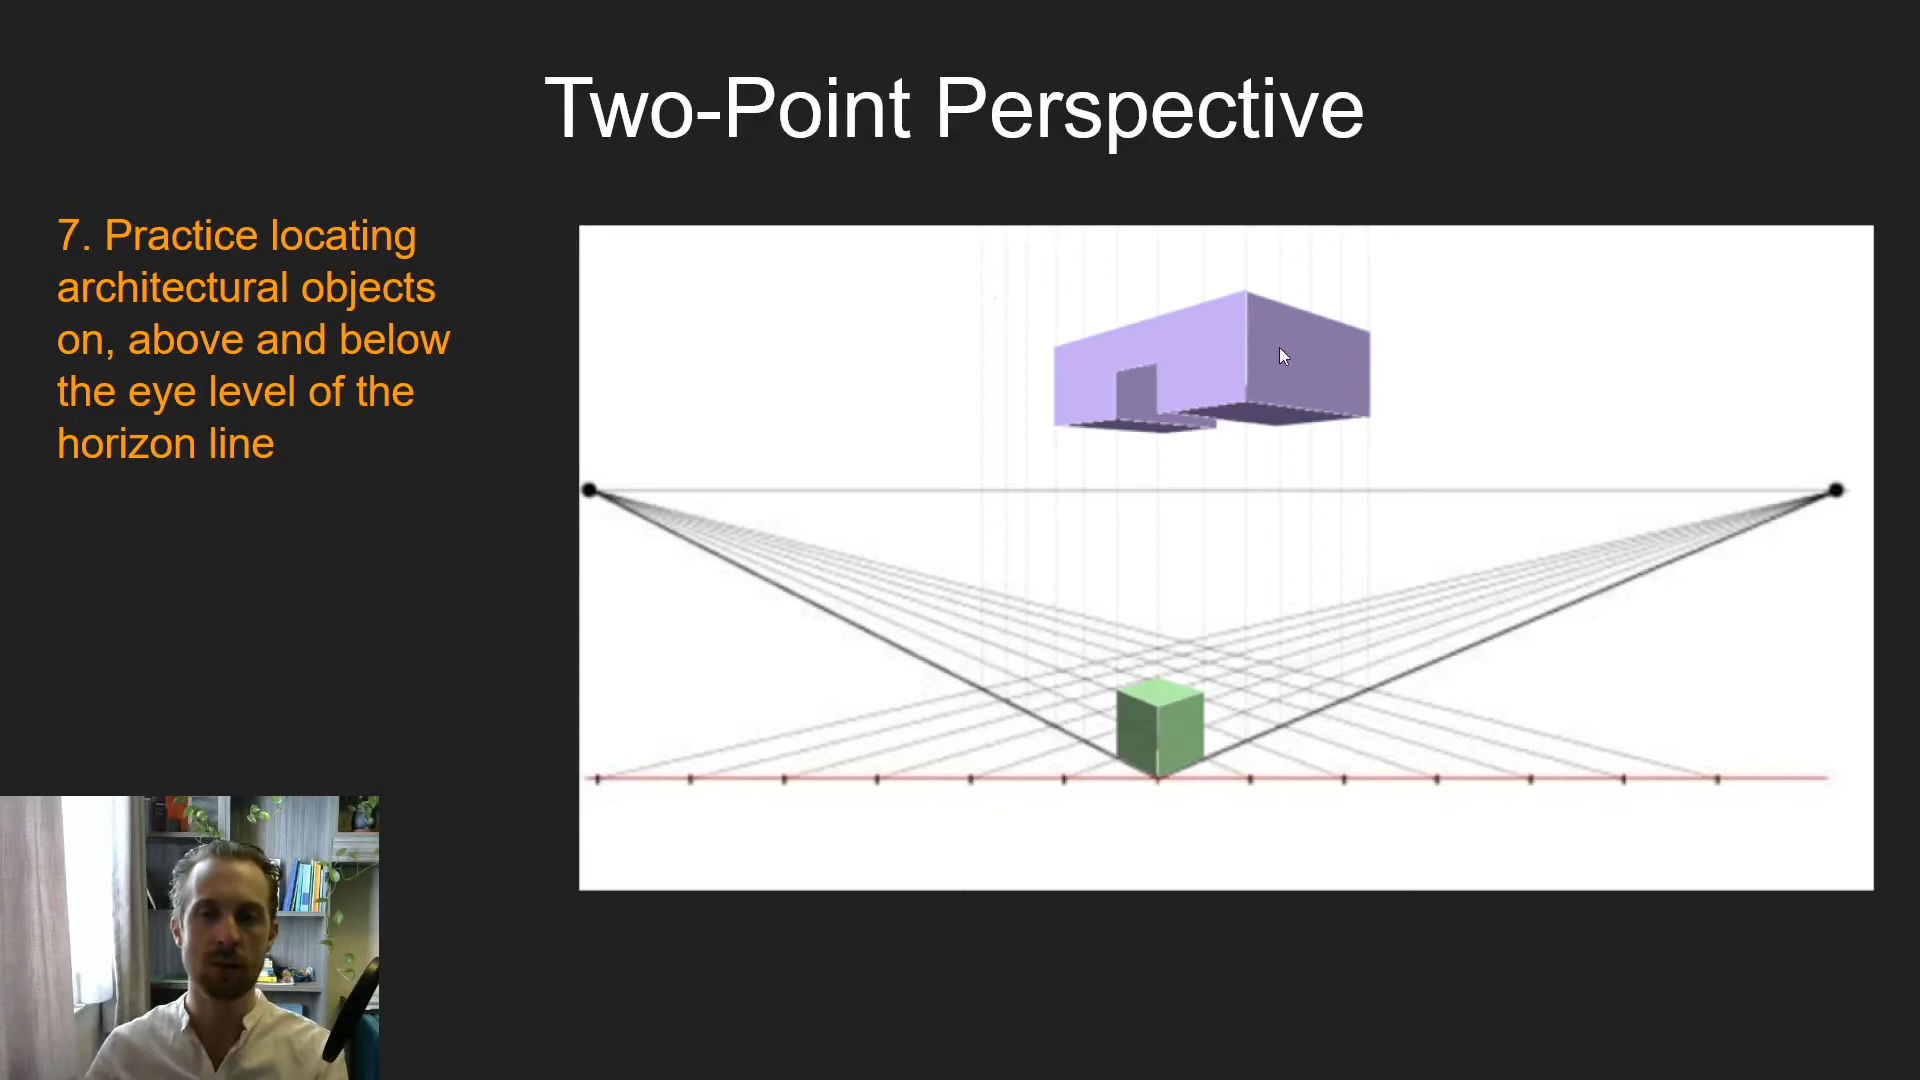 Two-Point Perspective
7. Practice locating
architectural objects
on, above and below
the eye level of the
horizon line